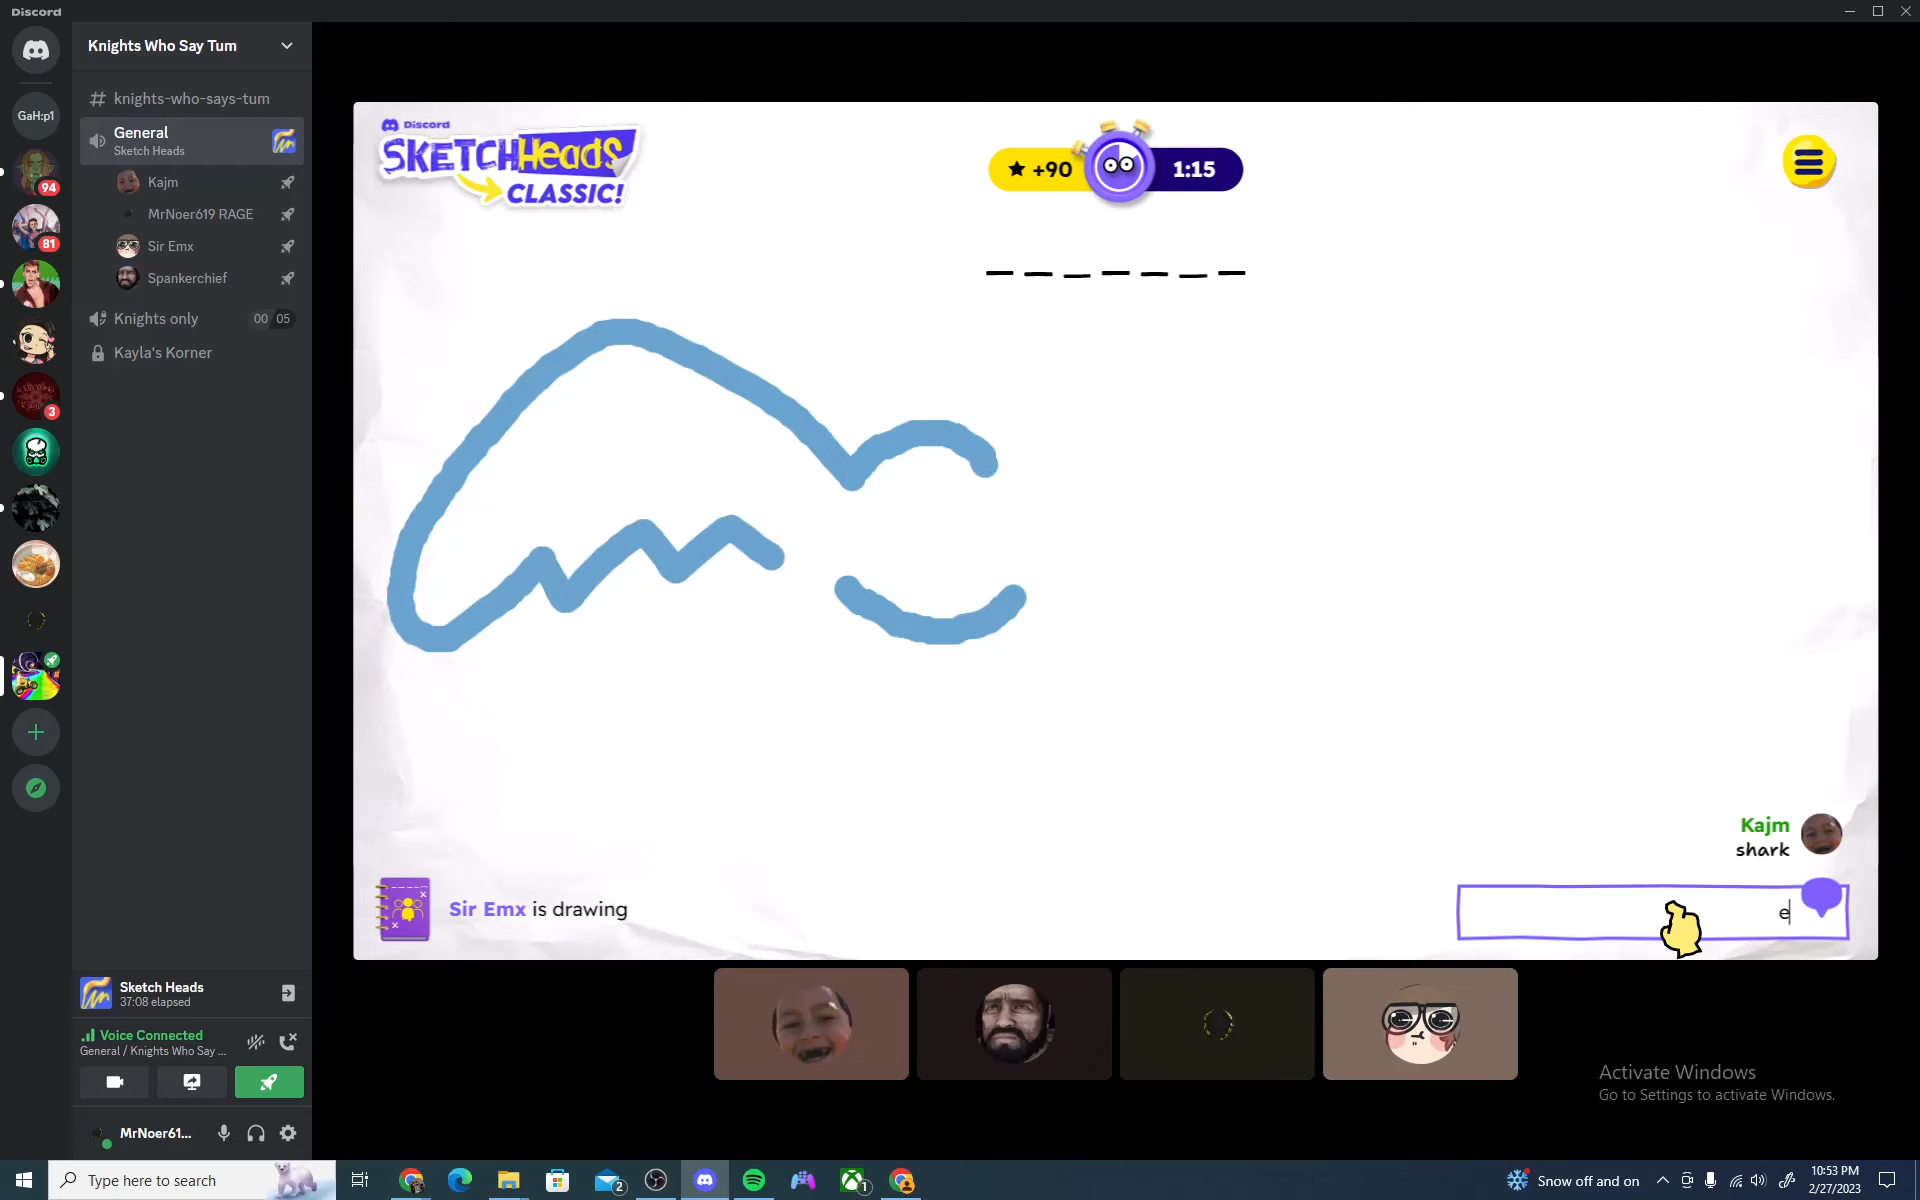 Discord
Knights Who Say Tum
knights-who-says-tum
GaH:p1
General
Sketch Heads
Kajm
94
MrNoer619 RAGE
81
Sir Emx
Spankerchief
Knights only
00 05
Kayla's Korner
3
Discord
SKETCHHeadS
CLASSIC!
+90
1:15
Kajm
shark
Sir Emx is drawing
e
Sketch Heads
37:08 elapsed
Voice Connected
General / Knights Who Say ...
MrNoer61...
Activate Windows
Go to Settings to activate Windows.
Type here to search
2
1
Snow off and on
10:53 PM
2/27/2023